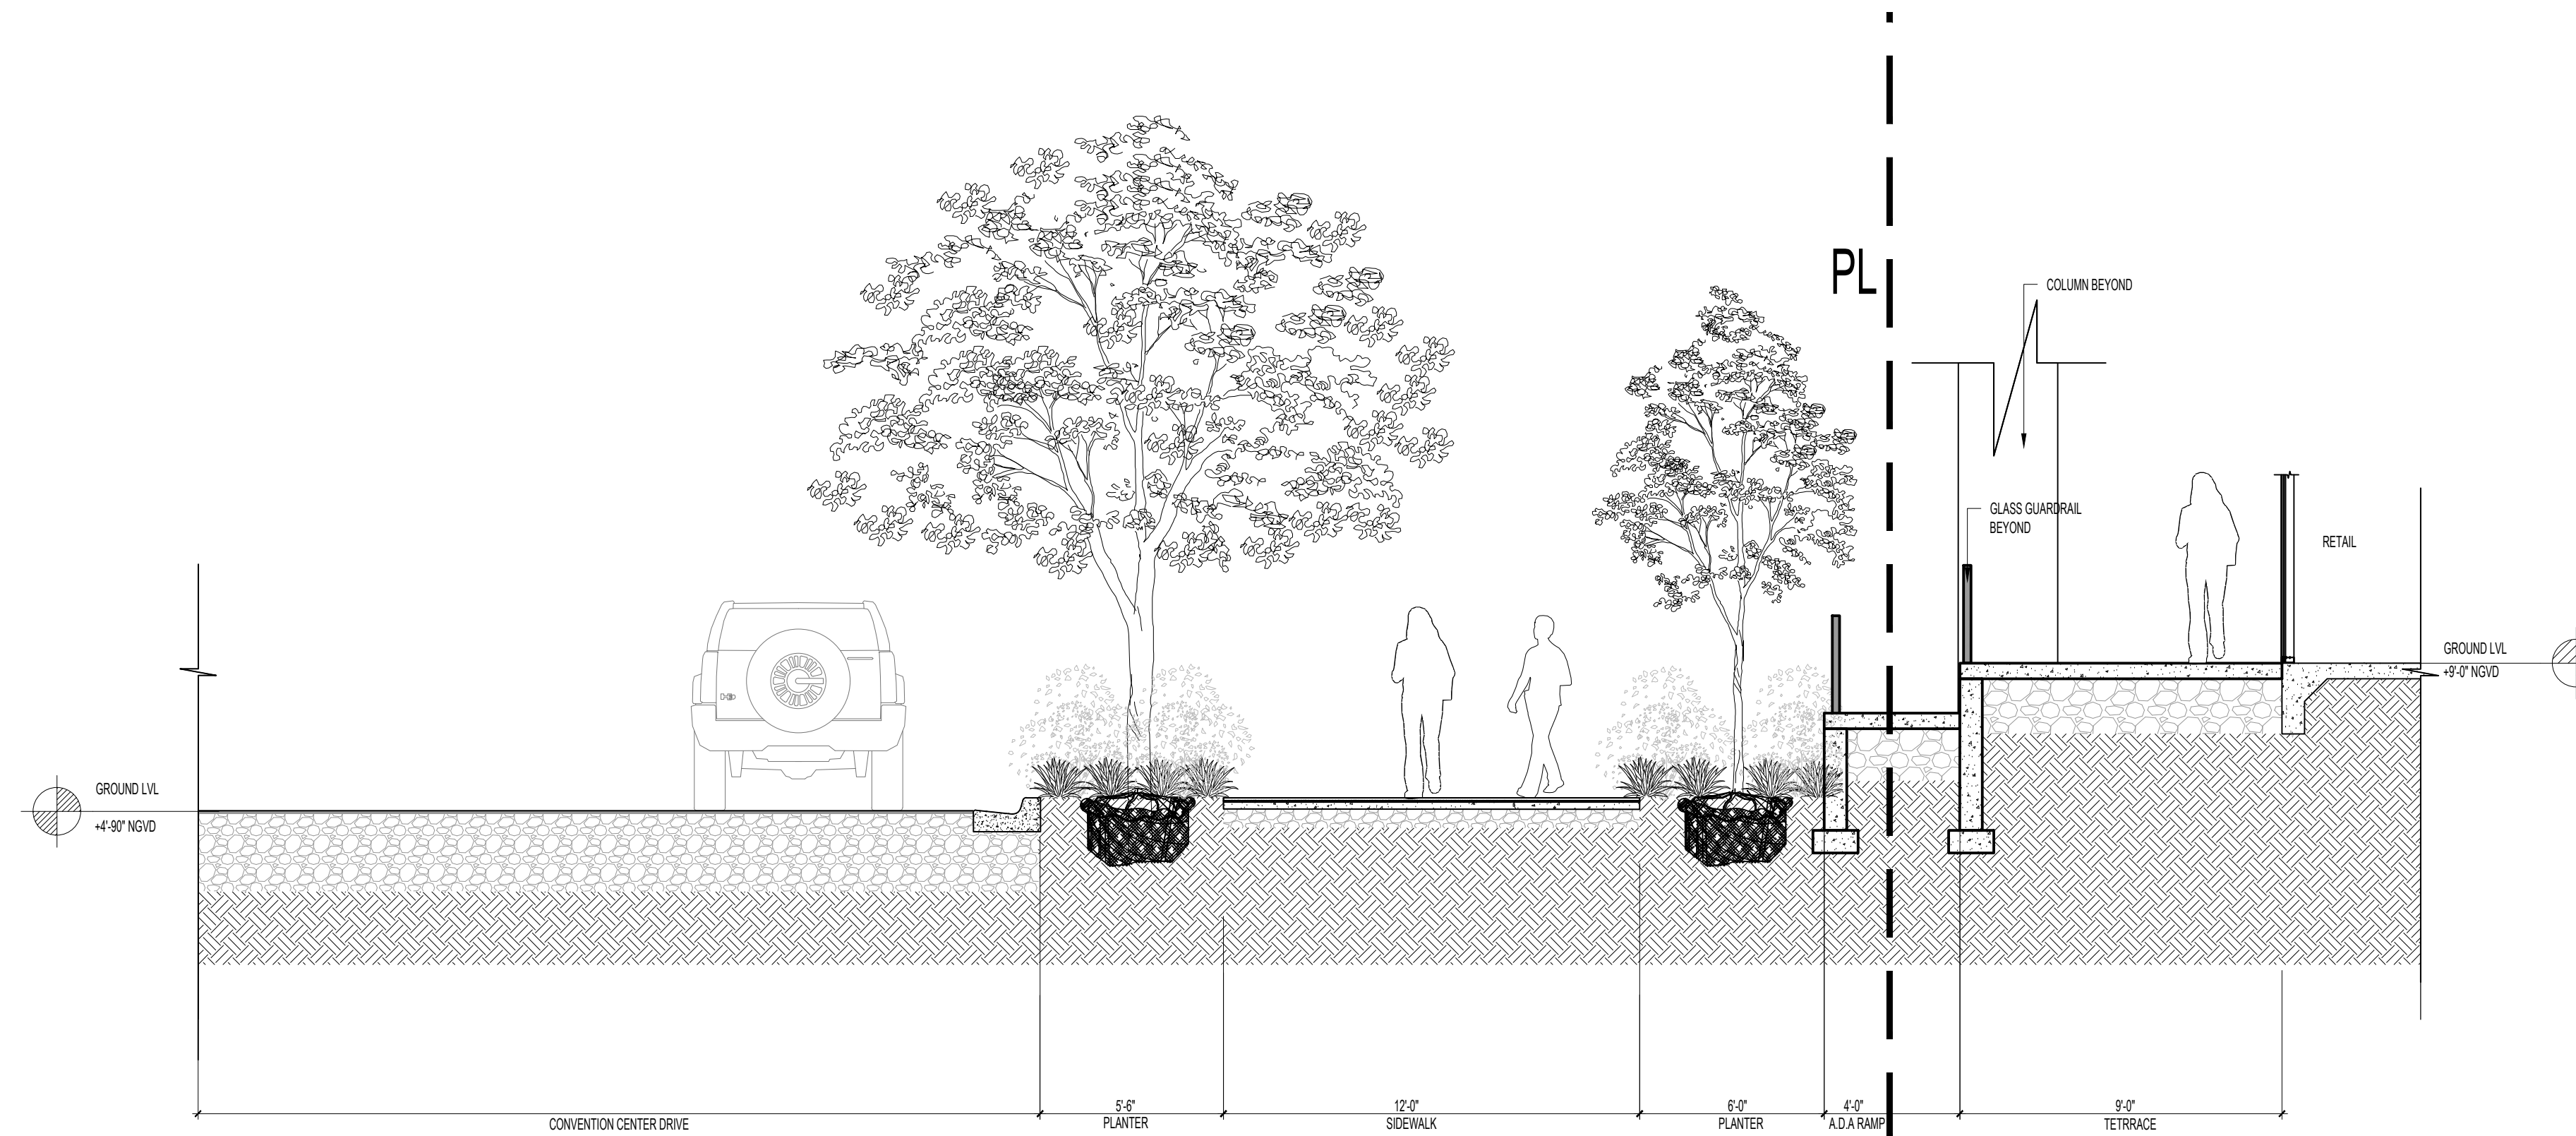 PL
COLUMN BEYOND
GLASS GUARDRAIL
BEYOND
RETAIL
GROUND LVL
+9'-0" NGVD
GROUND LVL
+4'-90" NGVD
5'-6"
12'-0"
6'-0"
4'-0"
9'-0"
CONVENTION CENTER DRIVE
PLANTER
SIDEWALK
PLANTER
A.D.A RAMP
TETRRACE